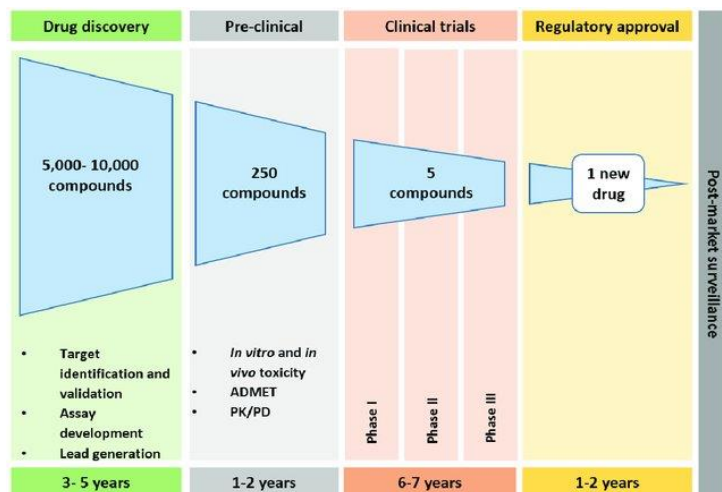 Drug discovery
Pre-clinical
Clinical trials
Regulatory approval
5,000- 10,000
compounds
250
compounds
5
compounds
1 new
drug
Post-market surveillance
• Target
identification and
validation
• Assay
development
• Lead generation
• In vitro and in
vivo toxicity
• ADMET
• PK/PD
Phase I
Phase II
Phase III
3- 5 years
1-2 years
6-7 years
1-2 years